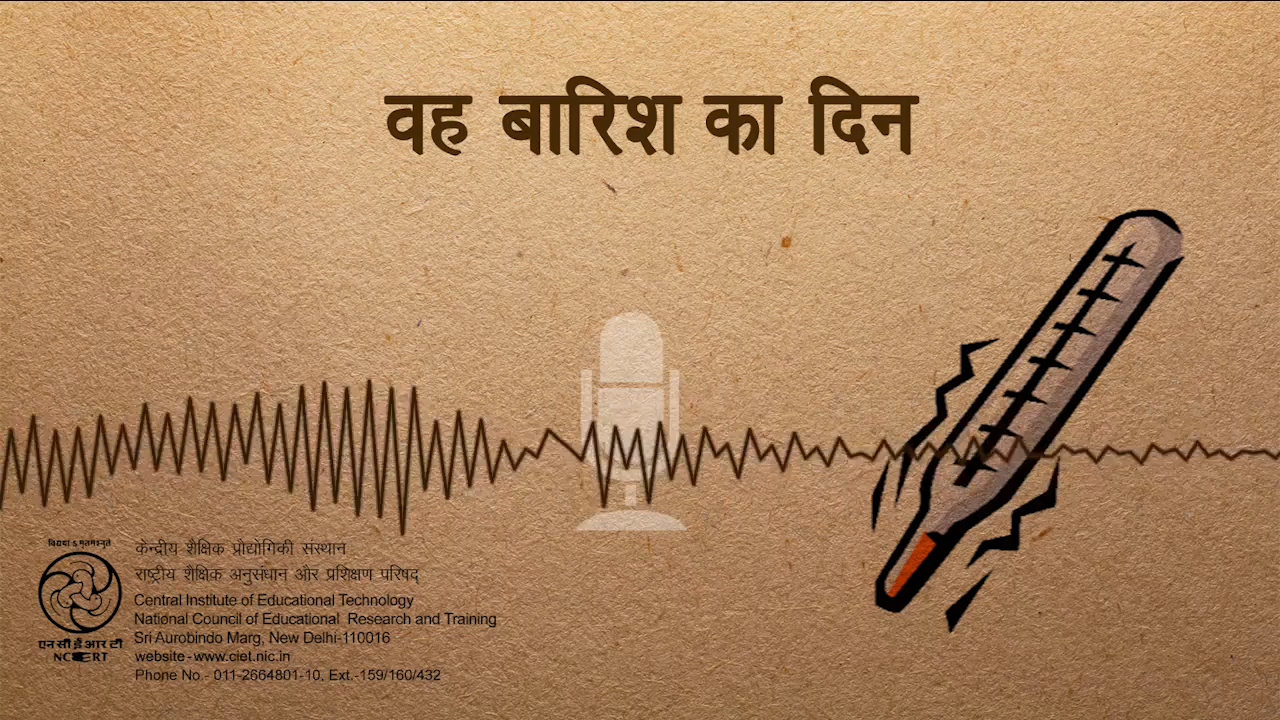 वह बारिश का दिन
विद्यया ऽ मृतमश्नुते
एन सी ई आर टी
NCERT
केन्द्रीय शैक्षिक प्रौद्योगिकी संस्थान
राष्ट्रीय शैक्षिक अनुसंधान और प्रशिक्षण परिषद्
Central Institute of Educational Technology
National Council of Educational Research and Training
Sri Aurobindo Marg, New Delhi-110016
website - www.ciet.nic.in
Phone No.- 011-2664801-10, Ext.-159/160/432